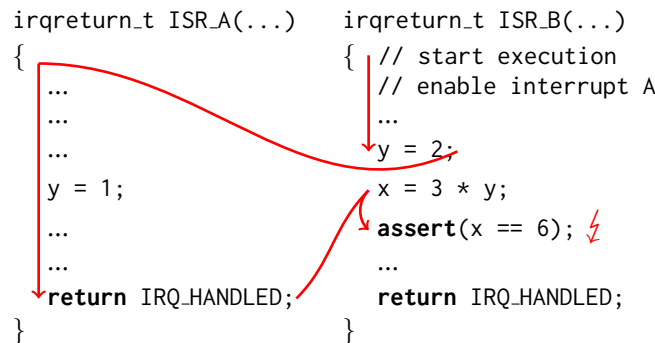 irqreturn_t ISR_A(...)
{
...
...
...
y = 1;
...
...
return IRQ_HANDLED;
}
irqreturn_t ISR_B(...)
{ // start execution
// enable interrupt A
...
y = 2;
x = 3 * y;
assert(x == 6);
...
return IRQ_HANDLED;
}